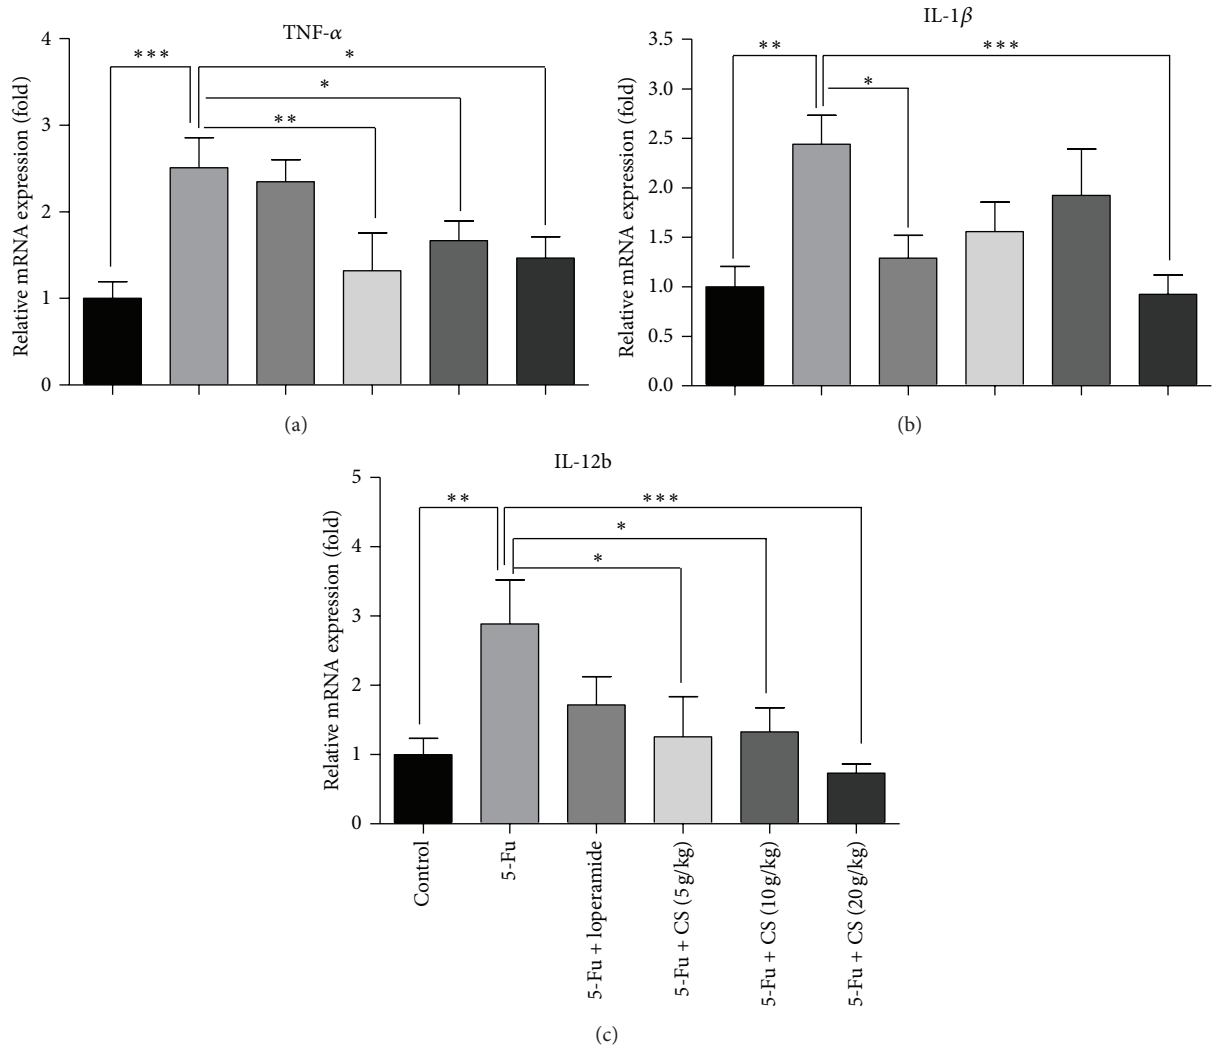 TNF-α
Relative mRNA expression (fold)
4
3
2
1
0
***
*
*
**
(a)
IL-1β
Relative mRNA expression (fold)
3.5
3.0
2.5
2.0
1.5
1.0
0.5
0.0
**
***
*
(b)
IL-12b
Relative mRNA expression (fold)
5
4
3
2
1
0
**
***
*
*
Control
5-Fu
5-Fu + loperamide
5-Fu + CS (5 g/kg)
5-Fu + CS (10 g/kg)
5-Fu + CS (20 g/kg)
(c)